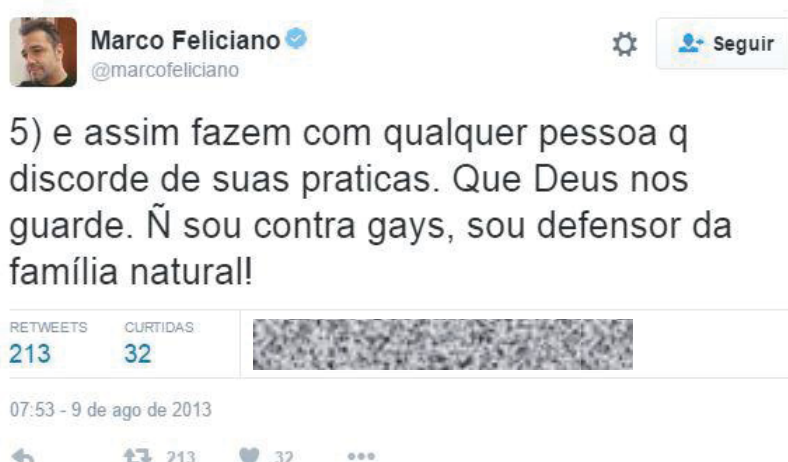 Marco Feliciano
@marcofeliciano
Seguir
5) e assim fazem com qualquer pessoa q
discorde de suas praticas. Que Deus nos
guarde. Ñ sou contra gays, sou defensor da
família natural!
RETWEETS CURTIDAS
213 32
07:53 - 9 de ago de 2013
213 32